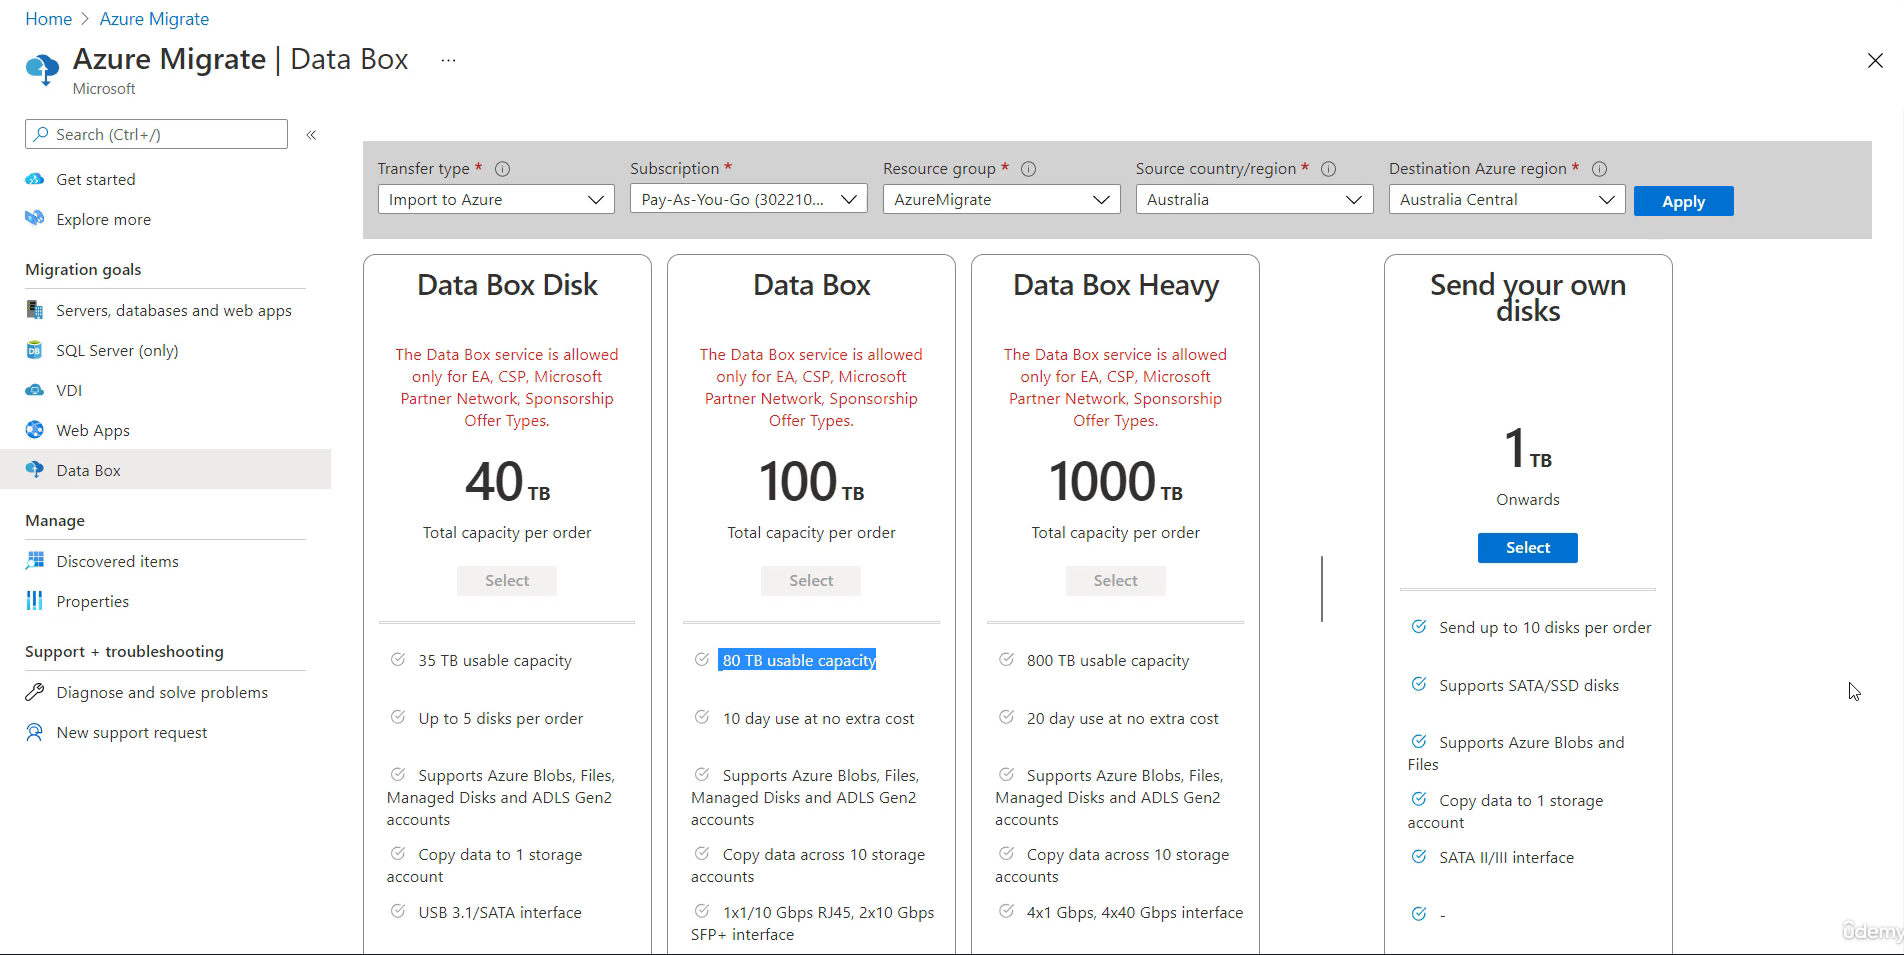 Home > Azure Migrate
Azure Migrate | Data Box ...
Microsoft
Search (Ctrl+/) «
Get started
Explore more
Migration goals
Servers, databases and web apps
SQL Server (only)
VDI
Web Apps
Data Box
Manage
Discovered items
Properties
Support + troubleshooting
Diagnose and solve problems
New support request
Transfer type *
Import to Azure
Subscription *
Pay-As-You-Go (302210...
Resource group *
AzureMigrate
Source country/region *
Australia
Destination Azure region *
Australia Central
Apply
Data Box Disk
The Data Box service is allowed
only for EA, CSP, Microsoft
Partner Network, Sponsorship
Offer Types.
40 TB
Total capacity per order
Select
35 TB usable capacity
Up to 5 disks per order
Supports Azure Blobs, Files,
Managed Disks and ADLS Gen2
accounts
Copy data to 1 storage
account
USB 3.1/SATA interface
Data Box
The Data Box service is allowed
only for EA, CSP, Microsoft
Partner Network, Sponsorship
Offer Types.
100 TB
Total capacity per order
Select
80 TB usable capacity
10 day use at no extra cost
Supports Azure Blobs, Files,
Managed Disks and ADLS Gen2
accounts
Copy data across 10 storage
accounts
1x1/10 Gbps RJ45, 2x10 Gbps
SFP+ interface
Data Box Heavy
The Data Box service is allowed
only for EA, CSP, Microsoft
Partner Network, Sponsorship
Offer Types.
1000 TB
Total capacity per order
Select
800 TB usable capacity
20 day use at no extra cost
Supports Azure Blobs, Files,
Managed Disks and ADLS Gen2
accounts
Copy data across 10 storage
accounts
4x1 Gbps, 4x40 Gbps interface
Send your own
disks
1 TB
Onwards
Select
Send up to 10 disks per order
Supports SATA/SSD disks
Supports Azure Blobs and
Files
Copy data to 1 storage
account
SATA II/III interface
-
ûdemy